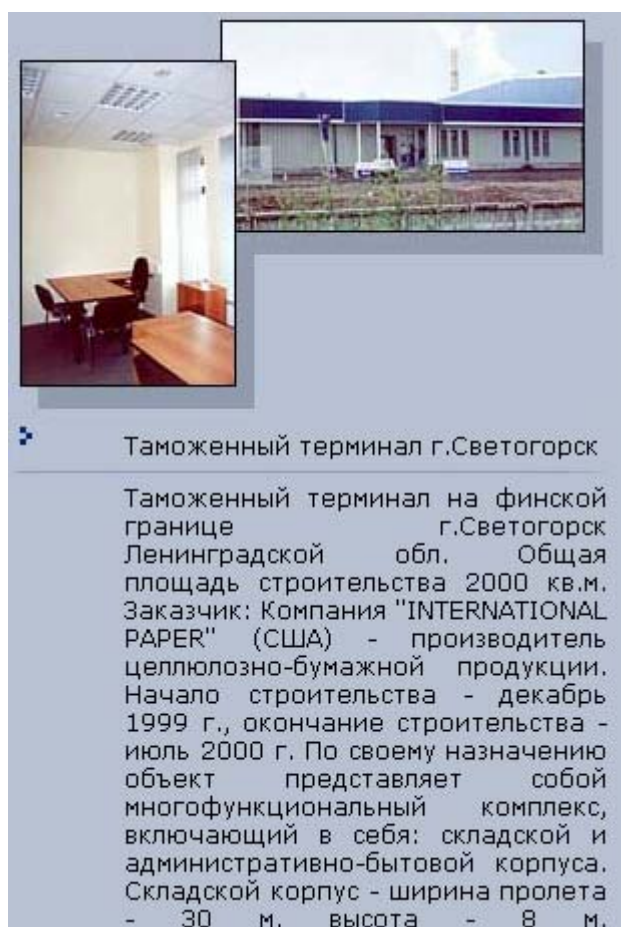 Таможенный терминал г.Светогорск
Таможенный терминал на финской
границе г.Светогорск
Ленинградской обл. Общая
площадь строительства 2000 кв.м.
Заказчик: Компания "INTERNATIONAL
PAPER" (США) - производитель
целлюлозно-бумажной продукции.
Начало строительства - декабрь
1999 г., окончание строительства -
июль 2000 г. По своему назначению
объект представляет собой
многофункциональный комплекс,
включающий в себя: складской и
административно-бытовой корпуса.
Складской корпус - ширина пролета
- 30 м, высота - 8 м.